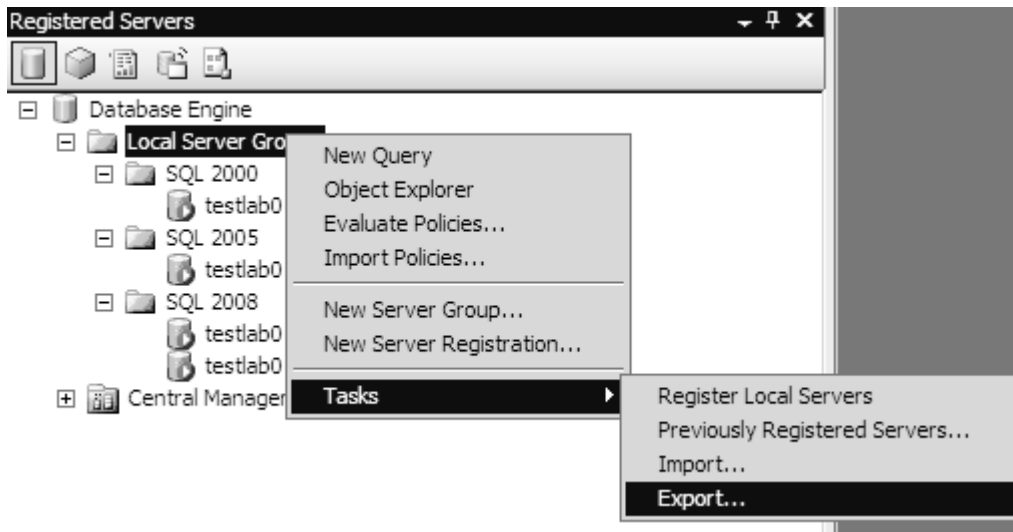 Registered Servers
Database Engine
Local Server Gro
SQL 2000
testlab0
SQL 2005
testlab0
SQL 2008
testlab0
testlab0
Central Manager
New Query
Object Explorer
Evaluate Policies...
Import Policies...
New Server Group...
New Server Registration...
Tasks
Register Local Servers
Previously Registered Servers...
Import...
Export...